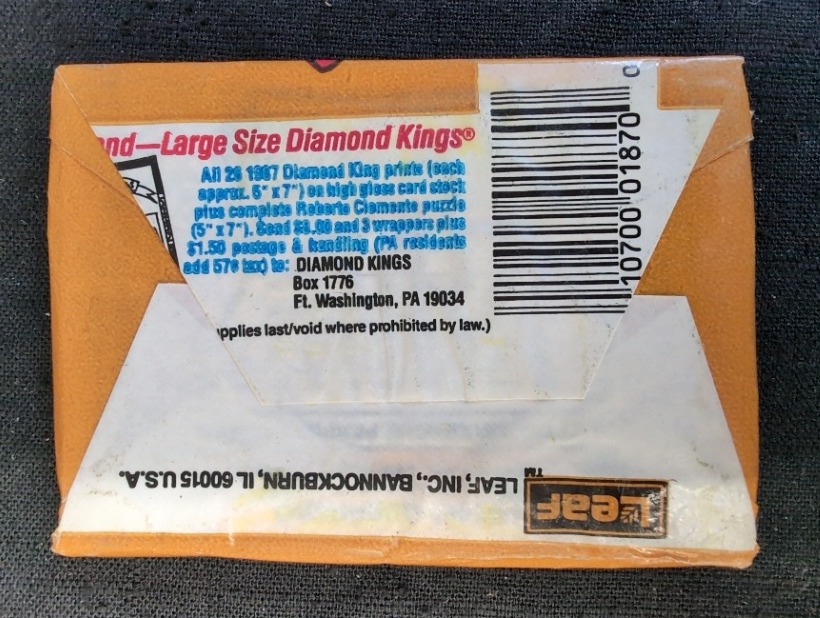 nd—Large Size Diamond Kings®
All 26 1987 Diamond King prints (each
approx. 5" x 7") on high gloss card stock
plus complete Roberto Clemente puzzle
(5" x 7"). Send and 3 wrappers plus
$1.50 postage & handling (PA residents
add 57¢ tax) to: DIAMOND KINGS
Box 1776
Ft. Washington, PA 19034
upplies last/void where prohibited by law.)
0 10700 01870
Leaf TM
LEAF, INC., BANNOCKBURN, IL 60015 U.S.A.